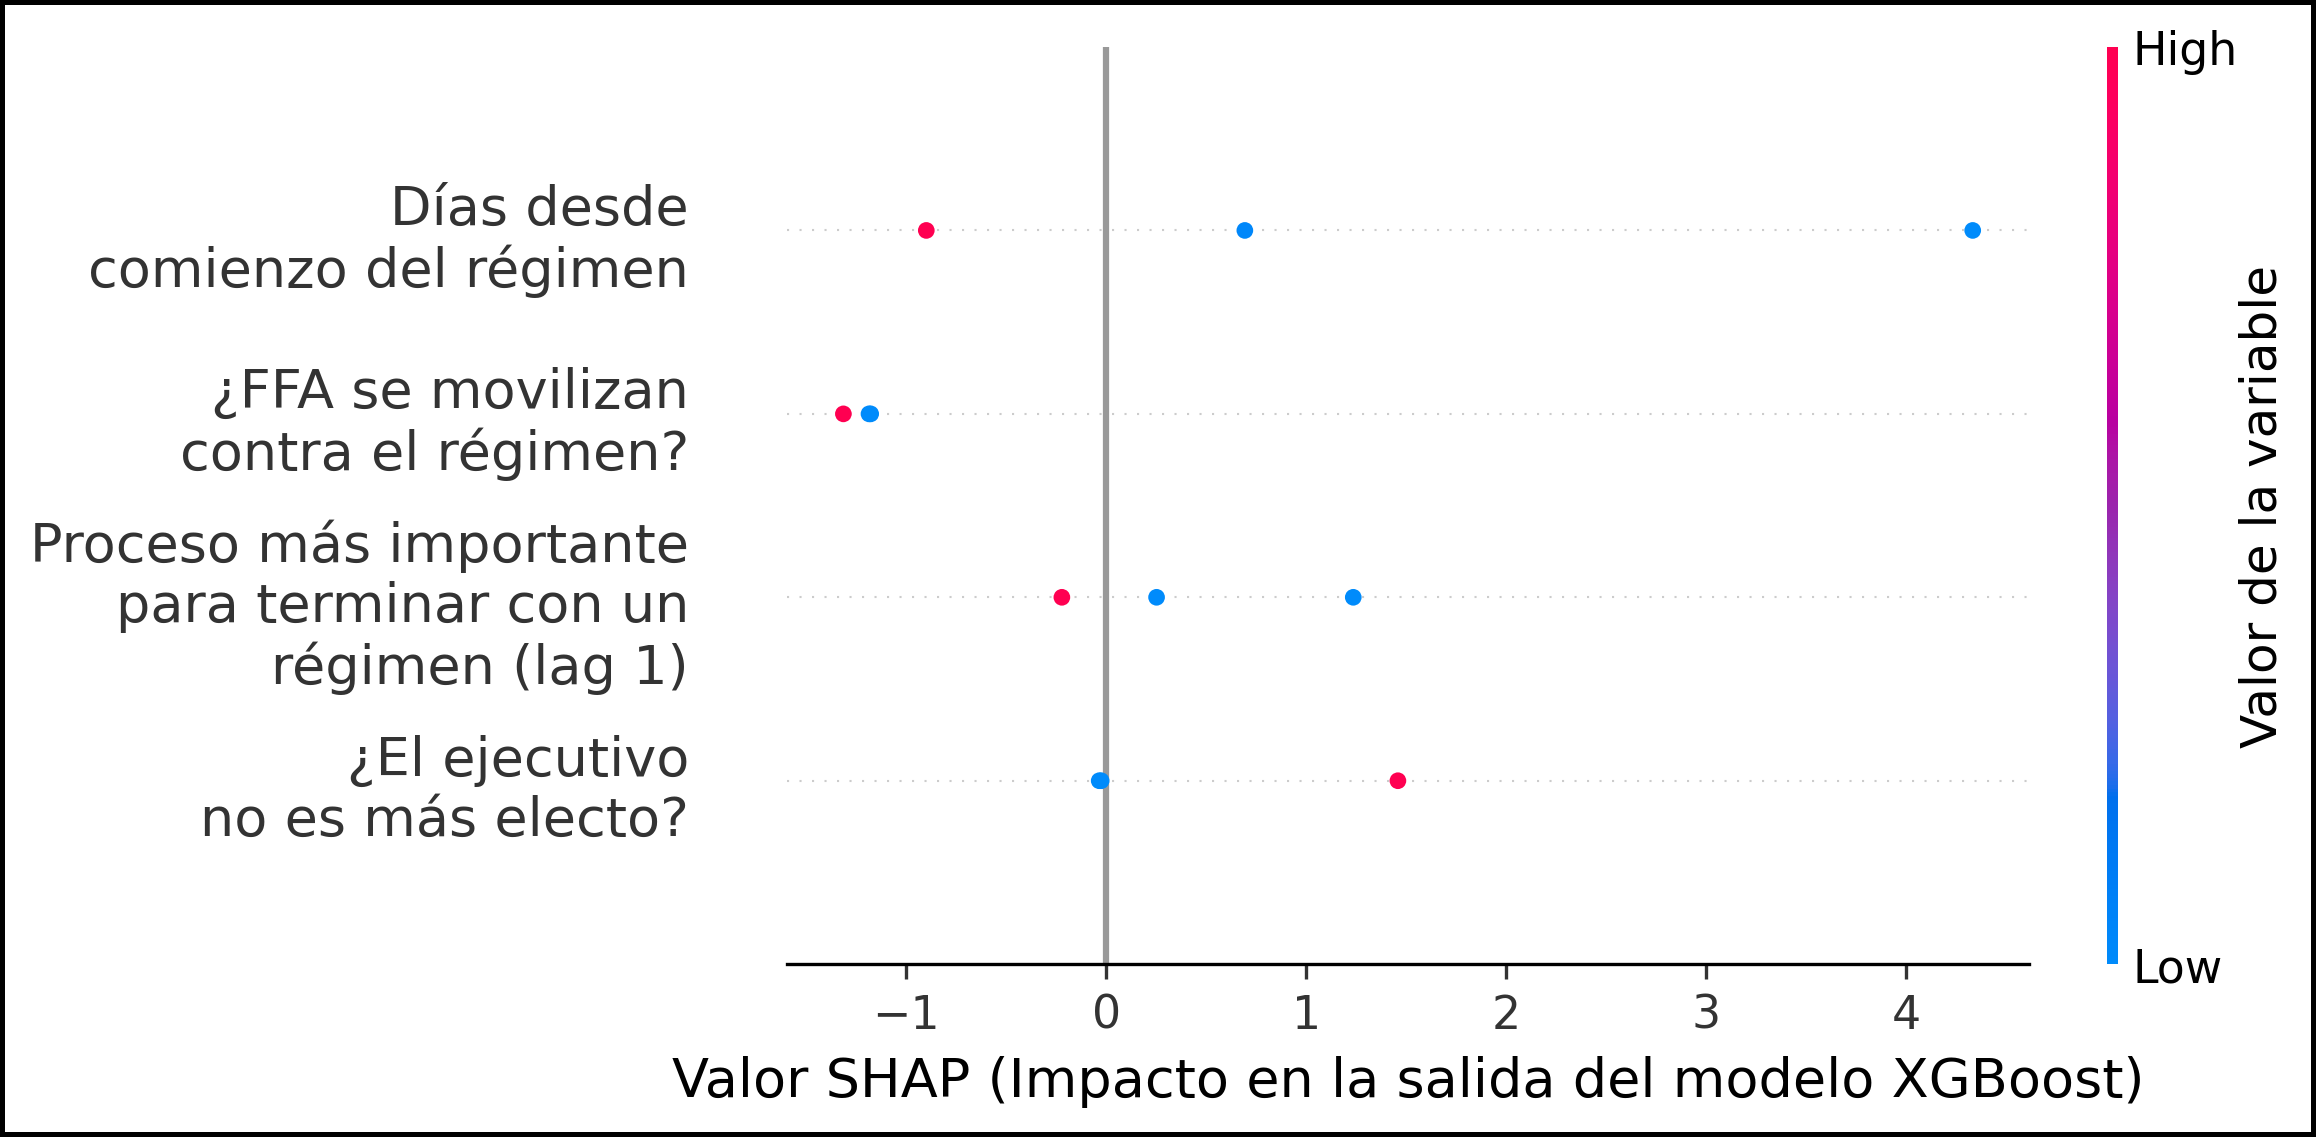 High
Días desde
comienzo del régimen
¿FFA se movilizan
contra el régimen?
Proceso más importante
para terminar con un
régimen (lag 1)
¿El ejecutivo
no es más electo?
Valor de la variable
Low
−1 0 1 2 3 4
Valor SHAP (Impacto en la salida del modelo XGBoost)